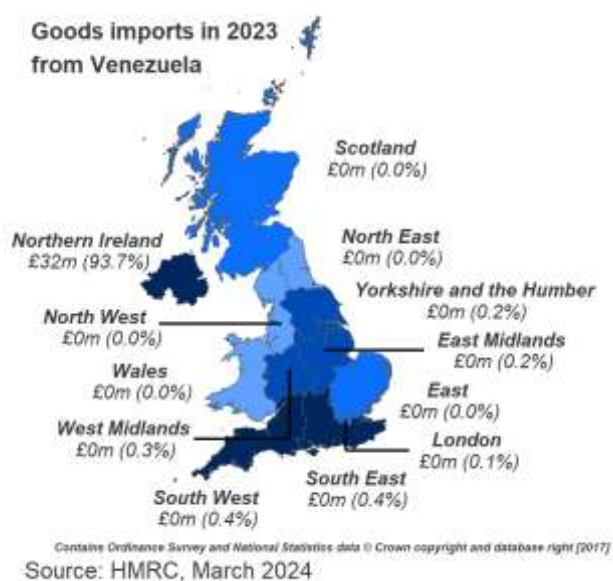 Goods imports in 2023
from Venezuela
Scotland
£0m (0.0%)
Northern Ireland
£32m (93.7%)
North East
£0m (0.0%)
Yorkshire and the Humber
£0m (0.2%)
North West
£0m (0.0%)
East Midlands
£0m (0.2%)
Wales
£0m (0.0%)
East
£0m (0.0%)
West Midlands
£0m (0.3%)
London
£0m (0.1%)
South East
£0m (0.4%)
South West
£0m (0.4%)
Contains Ordinance Survey and National Statistics data © Crown copyright and database right [2017]
Source: HMRC, March 2024